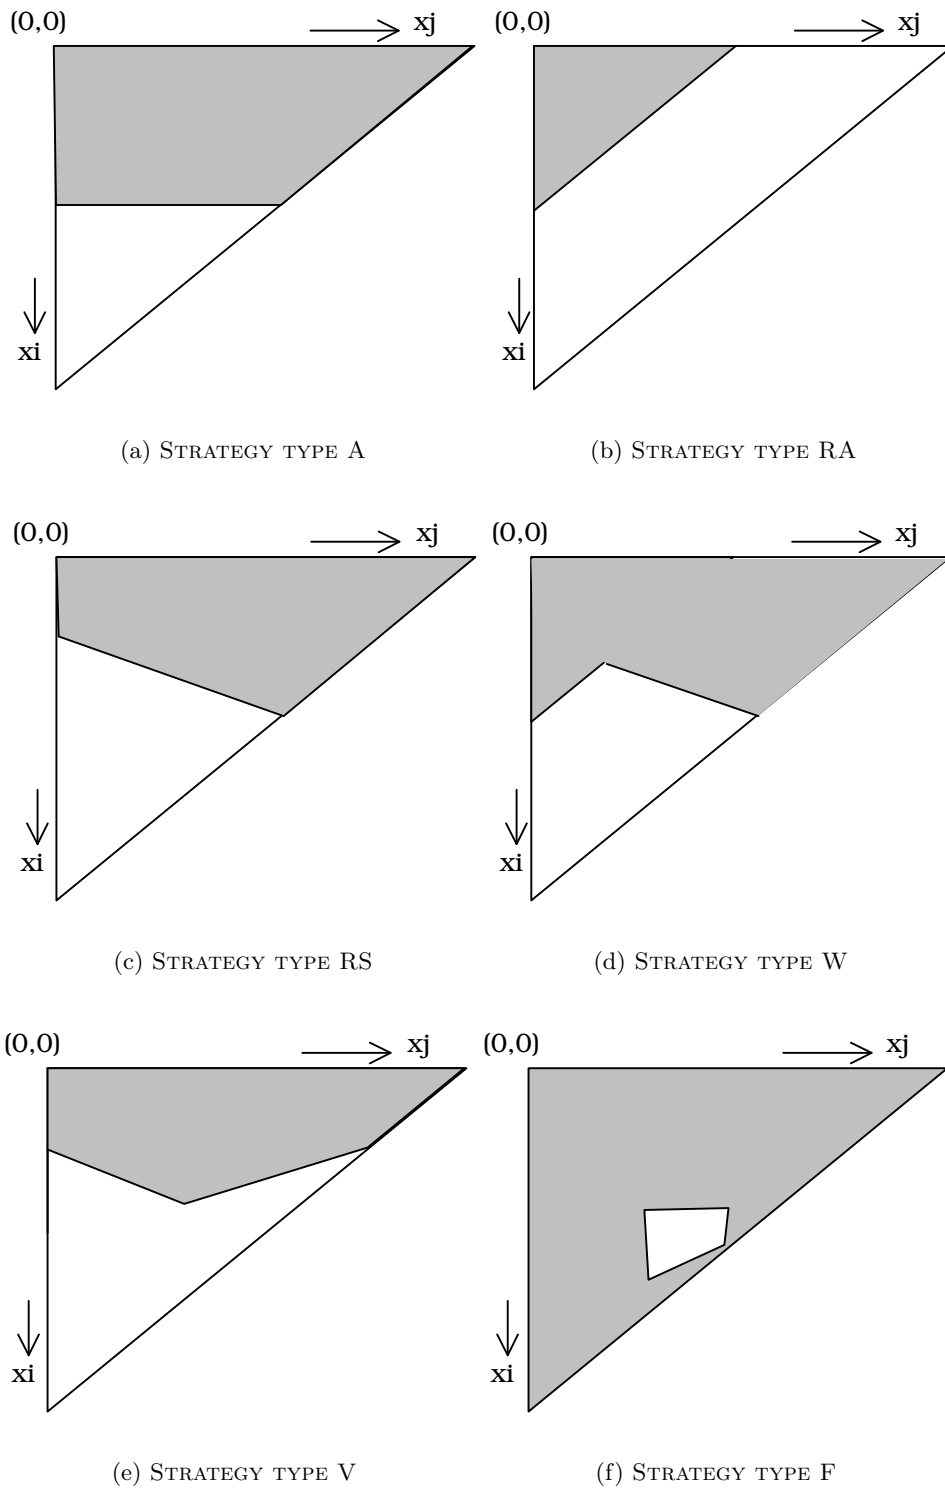 (0,0) xj (0,0) xj
xi xi
(a) STRATEGY TYPE A (b) STRATEGY TYPE RA
(0,0) xj (0,0) xj
xi xi
(c) STRATEGY TYPE RS (d) STRATEGY TYPE W
(0,0) xj (0,0) xj
xi xi
(e) STRATEGY TYPE V (f) STRATEGY TYPE F